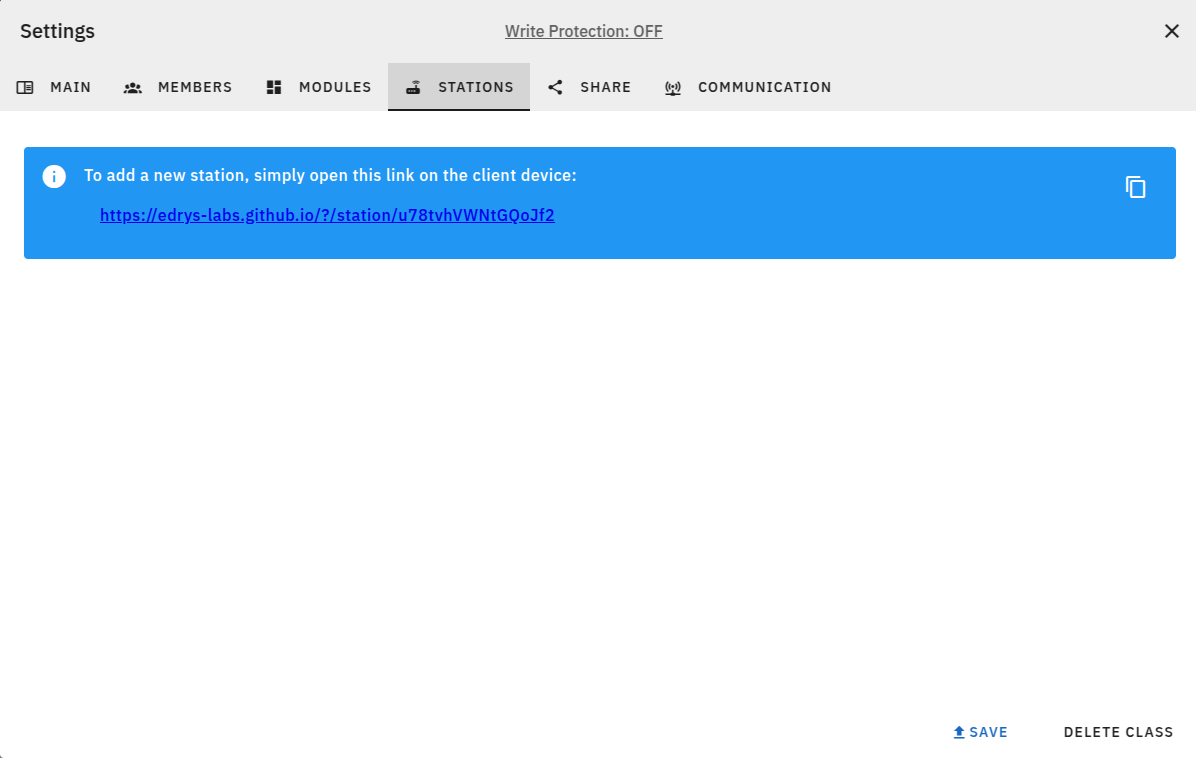 Settings
Write Protection: OFF
MAIN
MEMBERS
MODULES
STATIONS
SHARE
COMMUNICATION
To add a new station, simply open this link on the client device:
https://edrys-labs.github.io/?/station/u78tvhVWNtGQoJf2
SAVE
DELETE CLASS